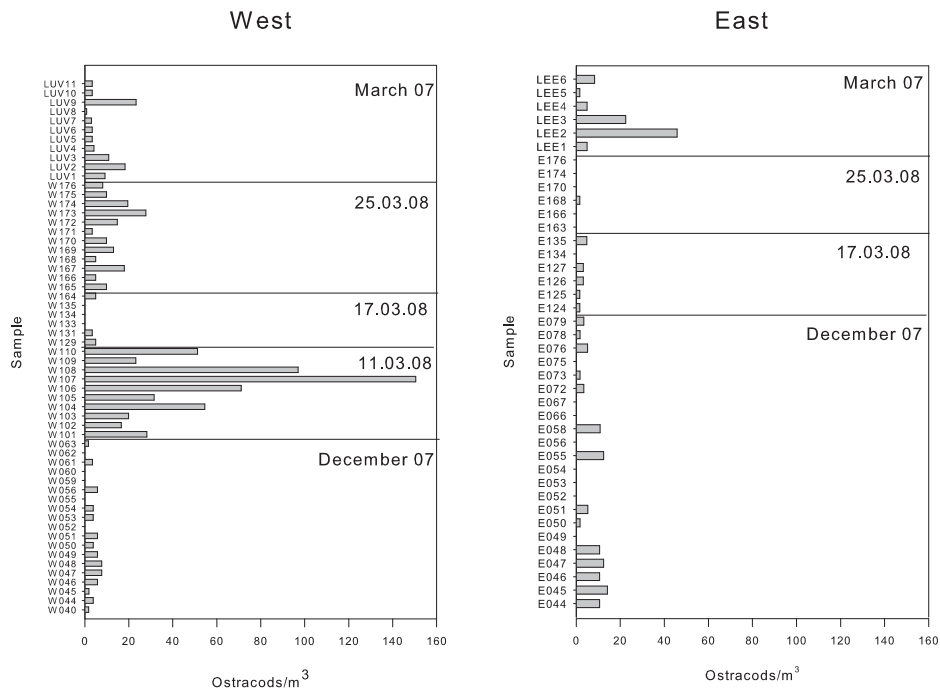 West
East
March 07
25.03.08
17.03.08
11.03.08
December 07
LUV11
LUV10
LUV9
LUV8
LUV7
LUV6
LUV5
LUV4
LUV3
LUV2
LUV1
W176
W175
W174
W173
W172
W171
W170
W169
W168
W167
W166
W165
W164
W135
W134
W133
W131
W129
W110
W109
W108
W107
W106
W105
W104
W103
W102
W101
W063
W062
W061
W060
W059
W056
W055
W054
W053
W052
W051
W050
W049
W048
W047
W046
W045
W044
W040
Sample
0 20 40 60 80 100 120 140 160
Ostracods/m³
March 07
25.03.08
17.03.08
December 07
LEE6
LEE5
LEE4
LEE3
LEE2
LEE1
E176
E174
E170
E168
E166
E163
E135
E134
E127
E126
E125
E124
E079
E078
E076
E075
E073
E072
E067
E066
E058
E056
E055
E054
E053
E052
E051
E050
E049
E048
E047
E046
E045
E044
Sample
0 20 40 60 80 100 120 140 160
Ostracods/m³